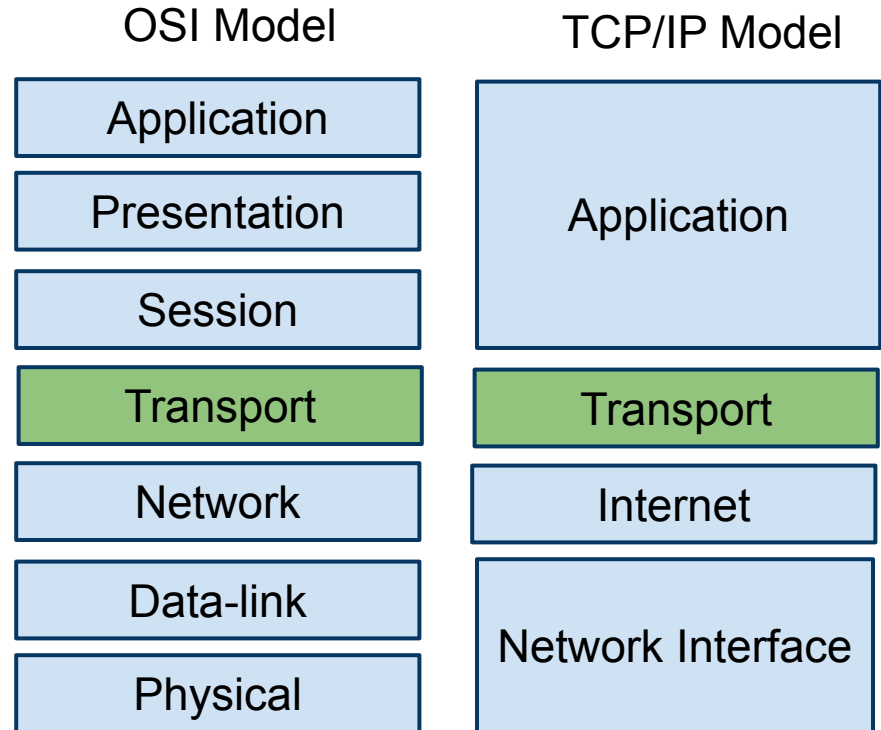 OSI Model
Application
Presentation
Session
Transport
Network
Data-link
Physical
TCP/IP Model
Application
Transport
Internet
Network Interface